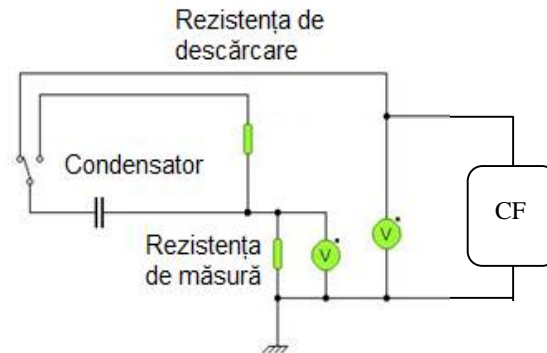 Rezistența de
descărcare
Condensator
CF
Rezistența
de măsură
V
V